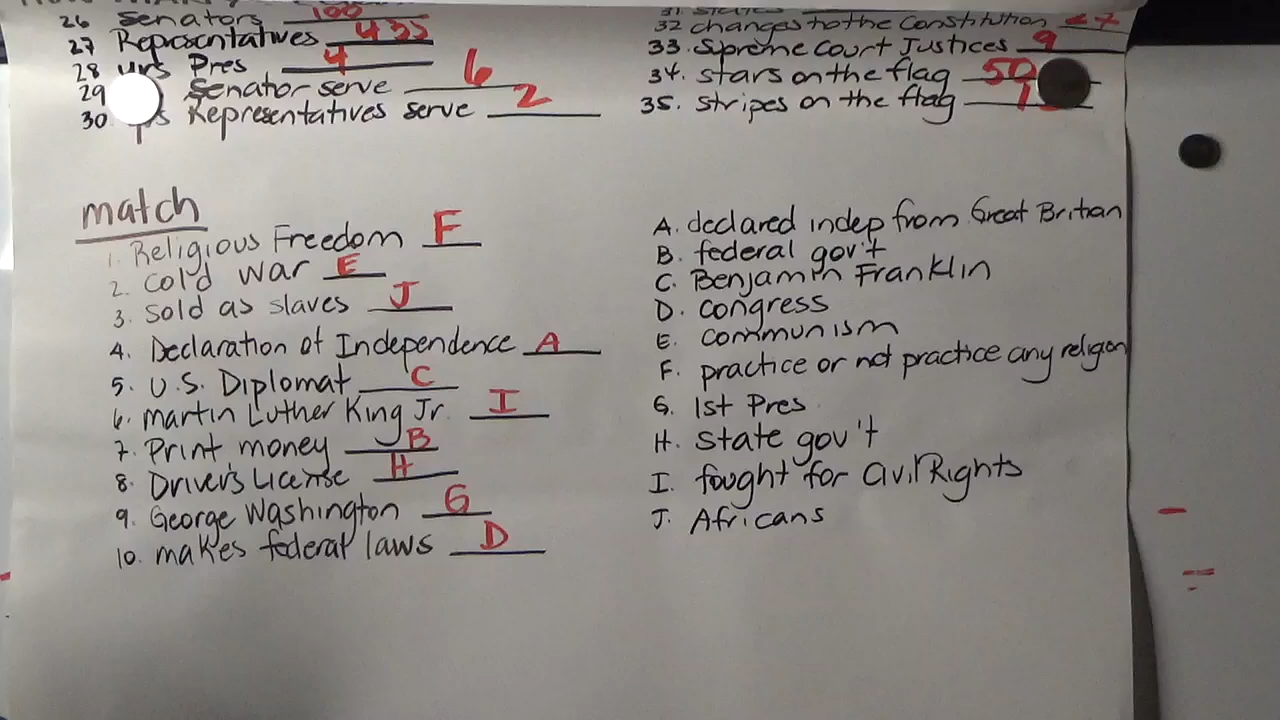 26 Senators 100
27 Representatives 435
28 yrs Pres 4
29 Senator serve 6
30 Representatives serve 2
32 changes to the Constitution 27
33. Supreme Court Justices 9
34. stars on the flag 50
35. stripes on the flag
match
1. Religious Freedom F
2. Cold war E
3. Sold as slaves J
4. Declaration of Independence A
5. U.S. Diplomat C
6. martin Luther King Jr. I
7. Print money B
8. Driver's License H
9. George Washington G
10. makes federal laws D
A. declared indep from Great Britian
B. federal gov't
C. Benjamin Franklin
D. congress
E. communism
F. practice or not practice any religon
G. 1st Pres
H. State gov't
I. fought for Civil Rights
J. Africans